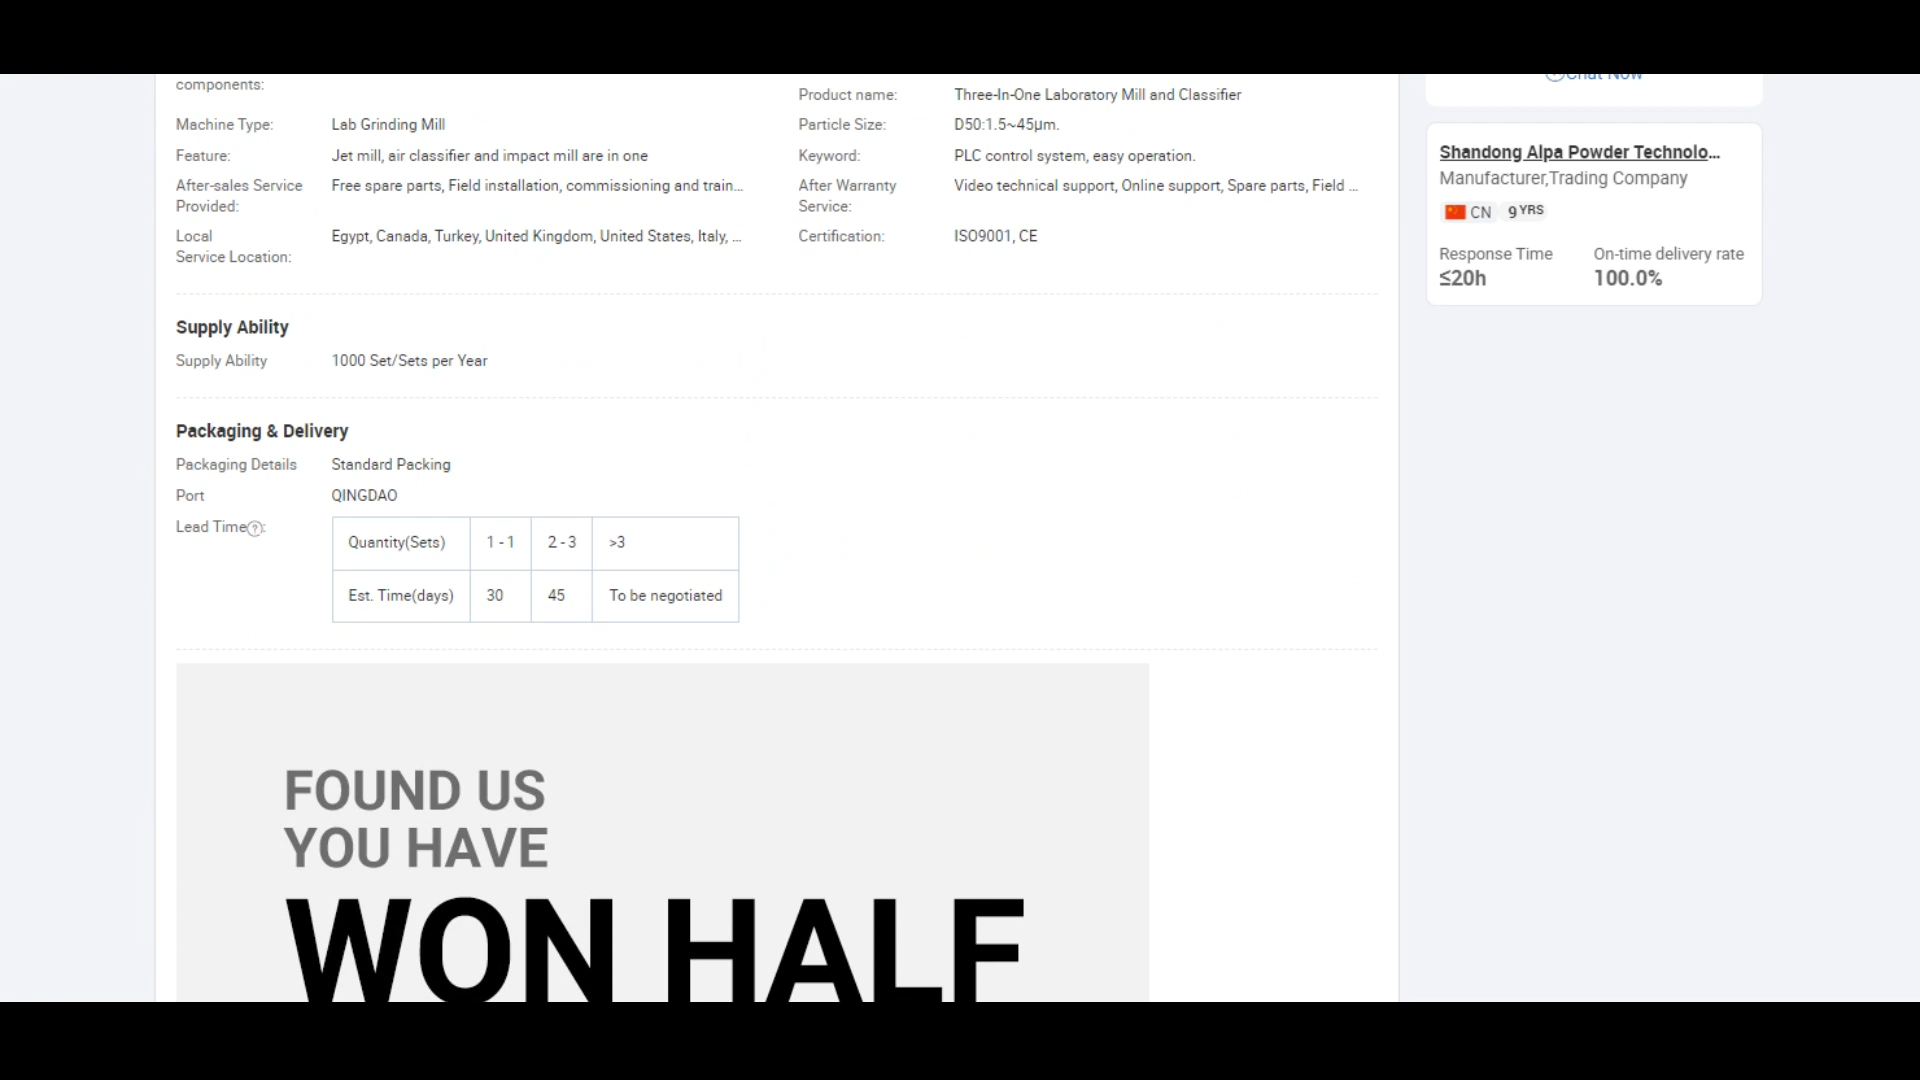 components:
Product name: Three-In-One Laboratory Mill and Classifier
Machine Type: Lab Grinding Mill
Particle Size: D50:1.5~45μm.
Feature: Jet mill, air classifier and impact mill are in one
Keyword: PLC control system, easy operation.
After-sales Service Provided: Free spare parts, Field installation, commissioning and train...
After Warranty Service: Video technical support, Online support, Spare parts, Field ...
Local Service Location: Egypt, Canada, Turkey, United Kingdom, United States, Italy, ...
Certification: ISO9001, CE
Supply Ability
Supply Ability 1000 Set/Sets per Year
Packaging & Delivery
Packaging Details Standard Packing
Port QINGDAO
Lead Time?:
Quantity(Sets) 1 - 1 2 - 3 >3
Est. Time(days) 30 45 To be negotiated
FOUND US
YOU HAVE
WON HALF
Chat Now
Shandong Alpa Powder Technolo...
Manufacturer,Trading Company
CN 9 YRS
Response Time On-time delivery rate
≤20h 100.0%